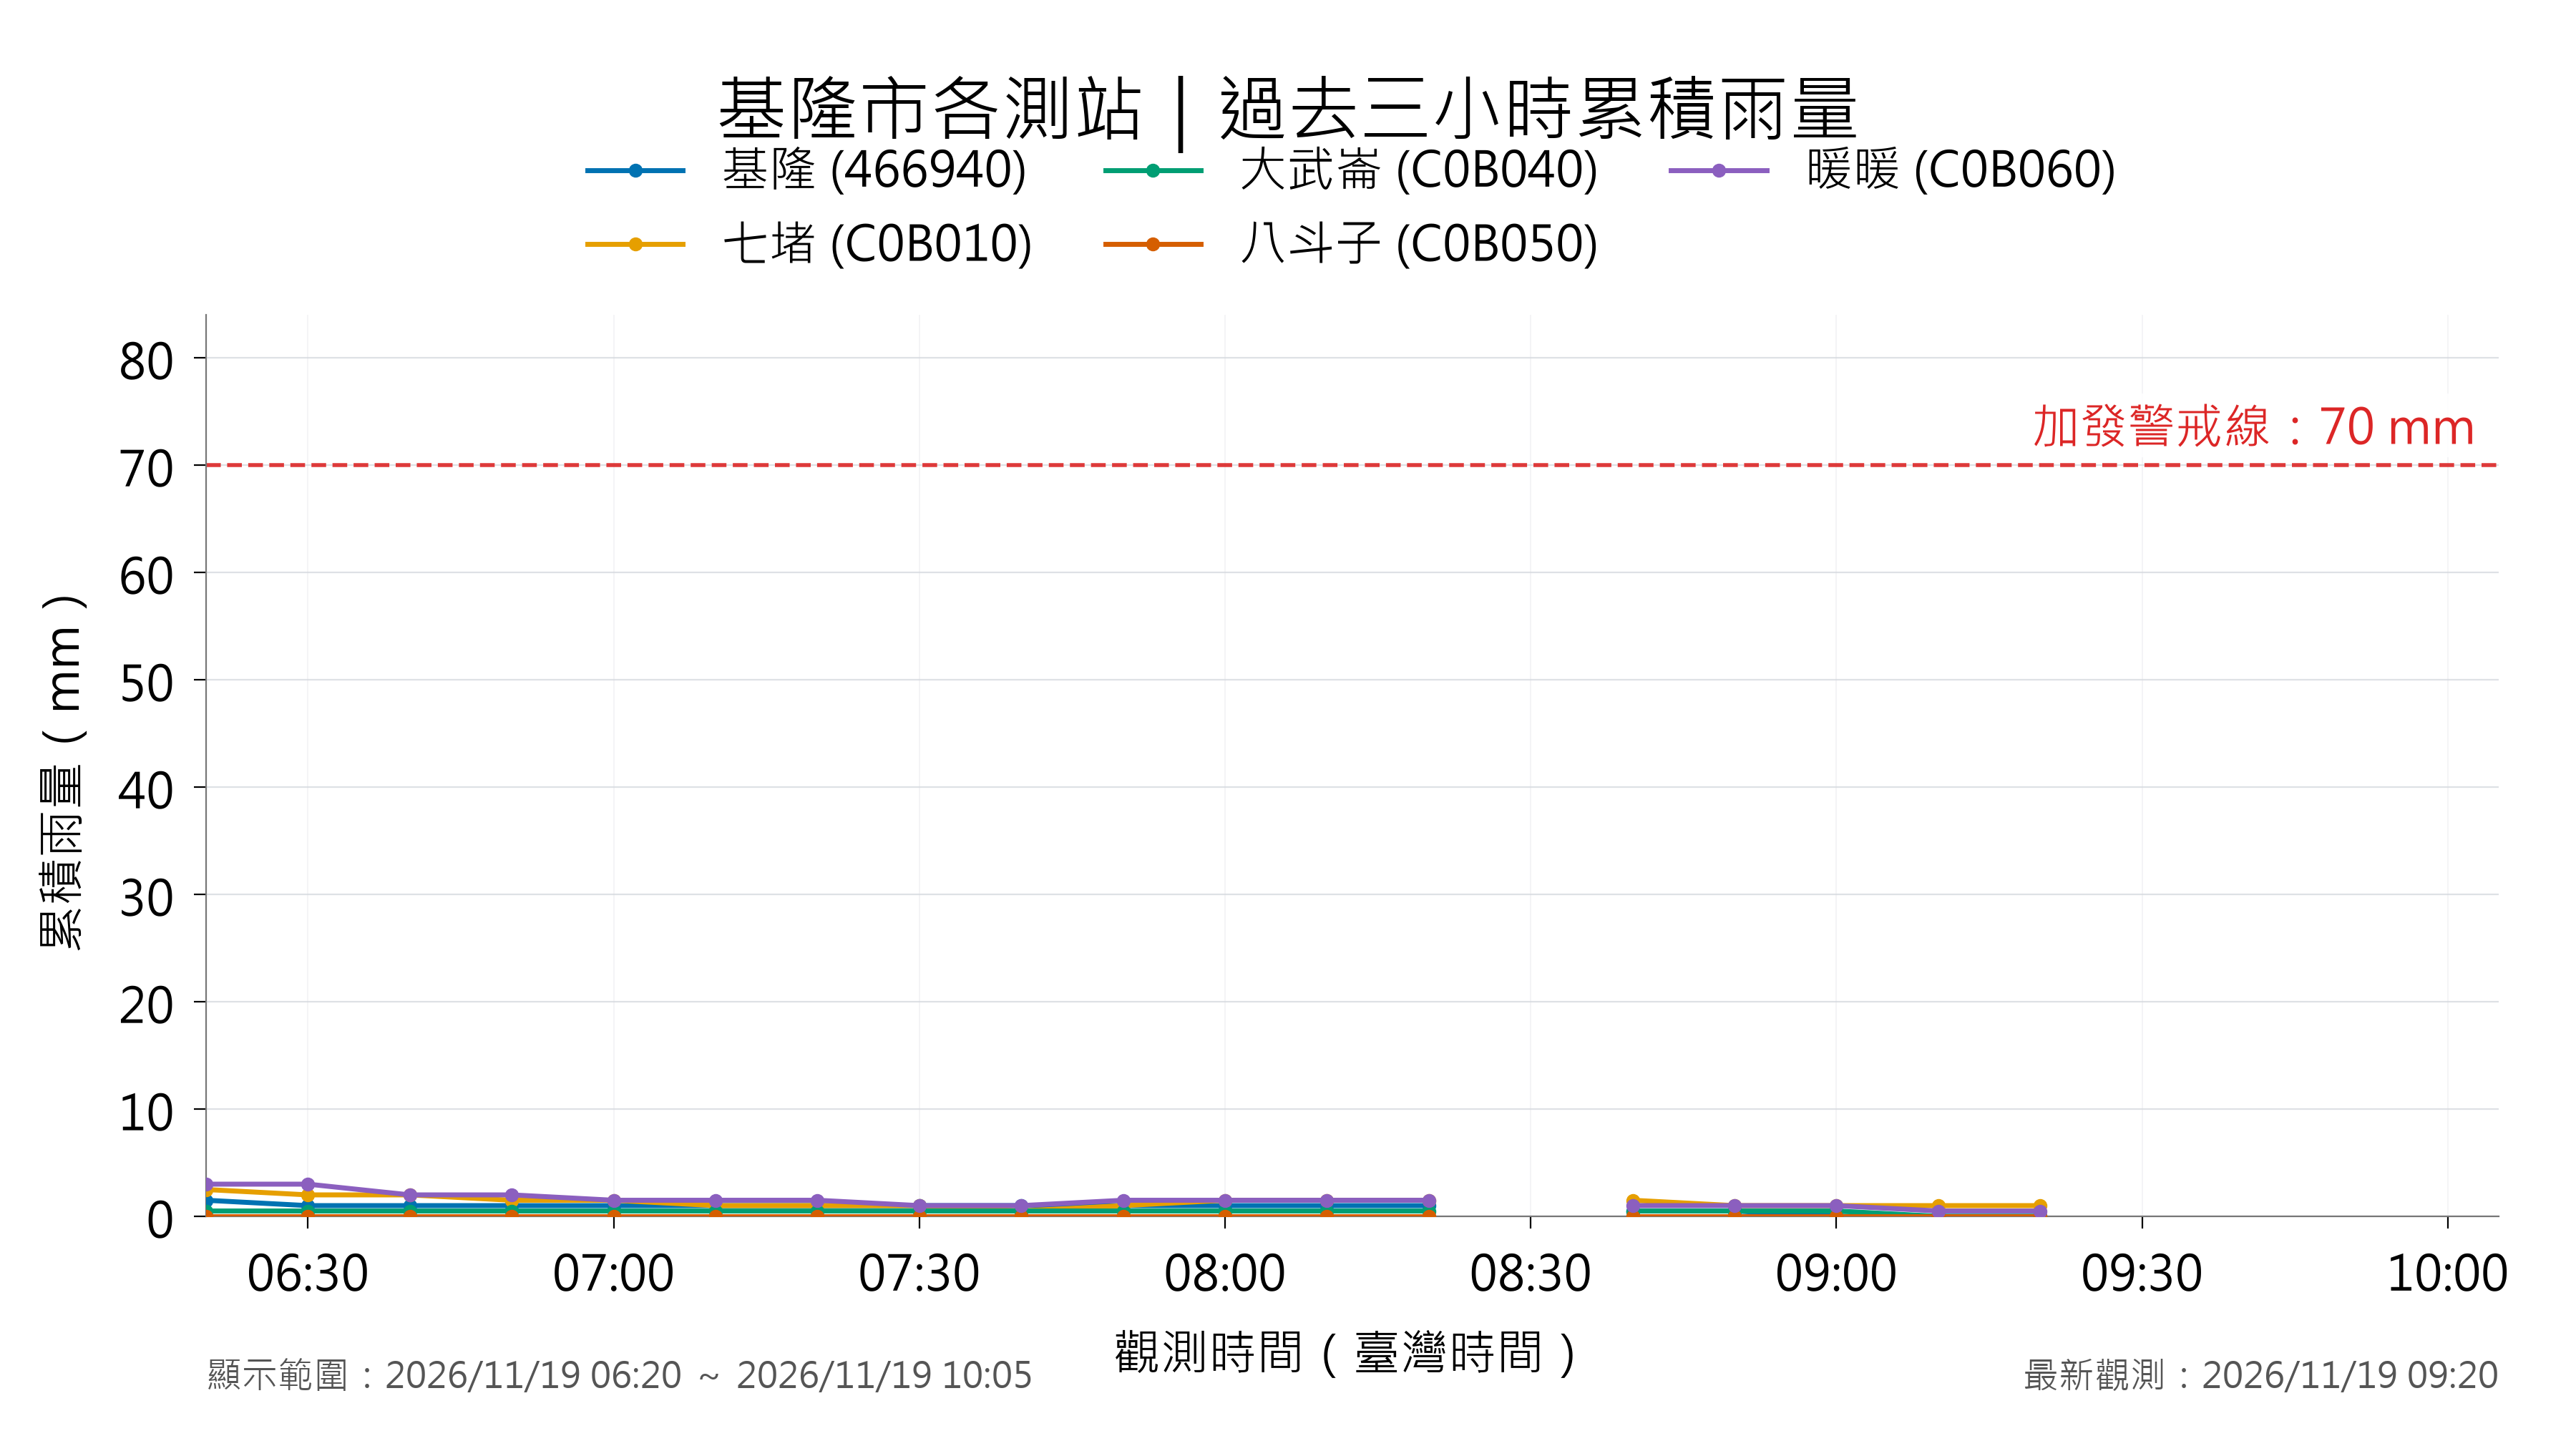 基隆市各測站｜過去三小時累積雨量
基隆 (466940)
七堵 (C0B010)
大武崙 (C0B040)
八斗子 (C0B050)
暖暖 (C0B060)
累積雨量（mm）
80
70
60
50
40
30
20
10
0
加發警戒線：70 mm
06:30
07:00
07:30
08:00
08:30
09:00
09:30
10:00
觀測時間（臺灣時間）
顯示範圍：2026/11/19 06:20 ~ 2026/11/19 10:05
最新觀測：2026/11/19 09:20